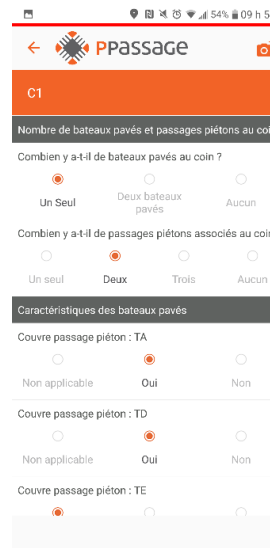 54% 09 h 5
PPassage
C1
Nombre de bateaux pavés et passages piétons au coi
Combien y a-t-il de bateaux pavés au coin ?
Un Seul Deux bateaux pavés Aucun
Combien y a-t-il de passages piétons associés au coin
Un seul Deux Trois Aucun
Caractéristiques des bateaux pavés
Couvre passage piéton : TA
Non applicable Oui Non
Couvre passage piéton : TD
Non applicable Oui Non
Couvre passage piéton : TE